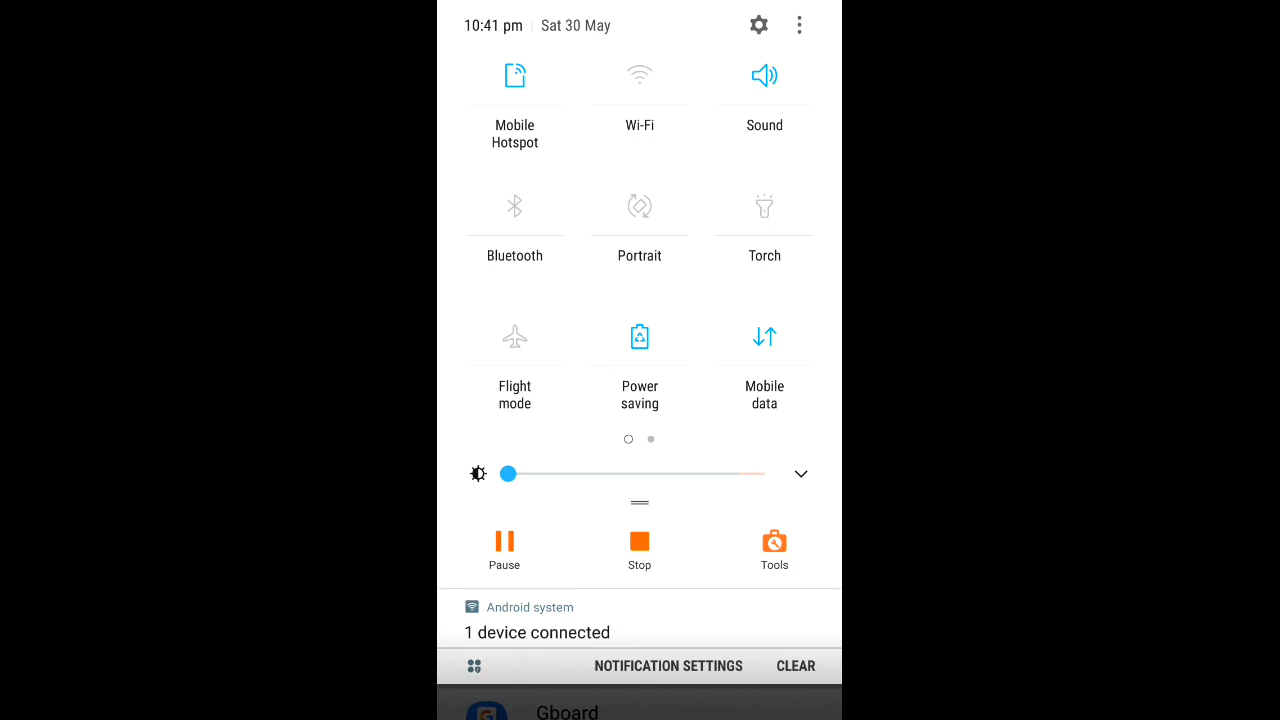 10:41 pm Sat 30 May
Mobile Hotspot
Wi-Fi
Sound
Bluetooth
Portrait
Torch
Flight mode
Power saving
Mobile data
Pause
Stop
Tools
Android system
1 device connected
NOTIFICATION SETTINGS CLEAR
Gboard